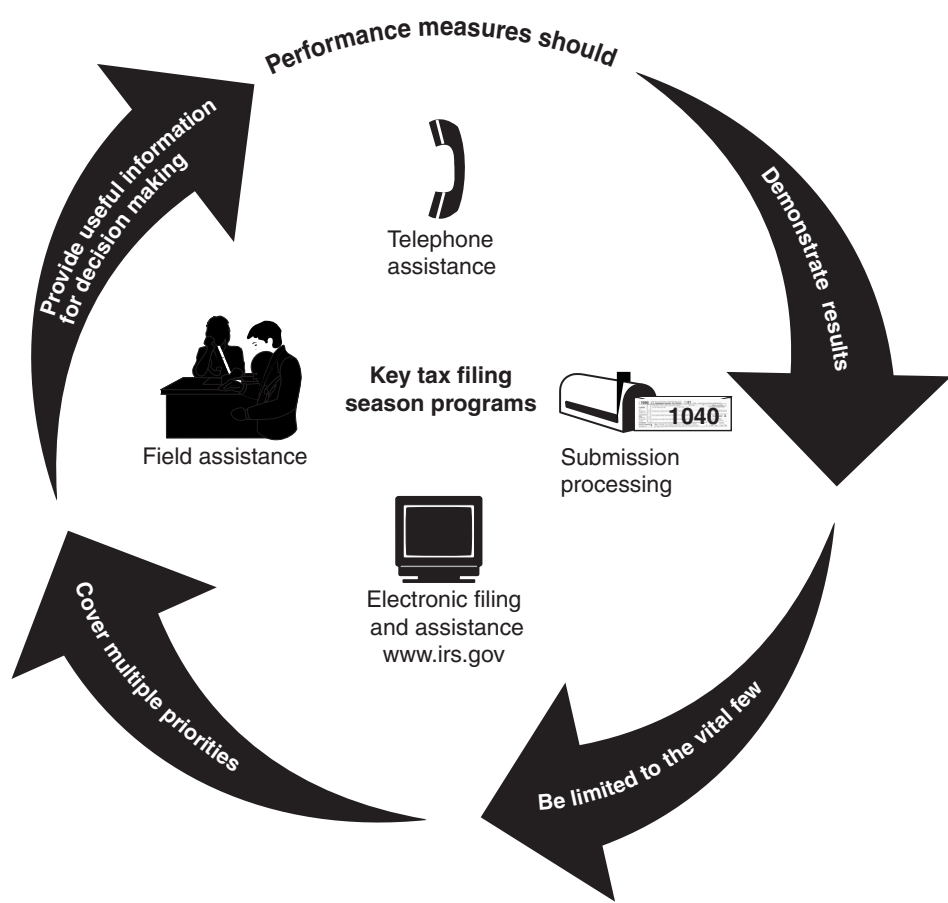 Performance measures should
Demonstrate results
Be limited to the vital few
Cover multiple priorities
Provide useful information
for decision making
Telephone
assistance
Key tax filing
season programs
Field assistance
1040
Submission
processing
Electronic filing
and assistance
www.irs.gov